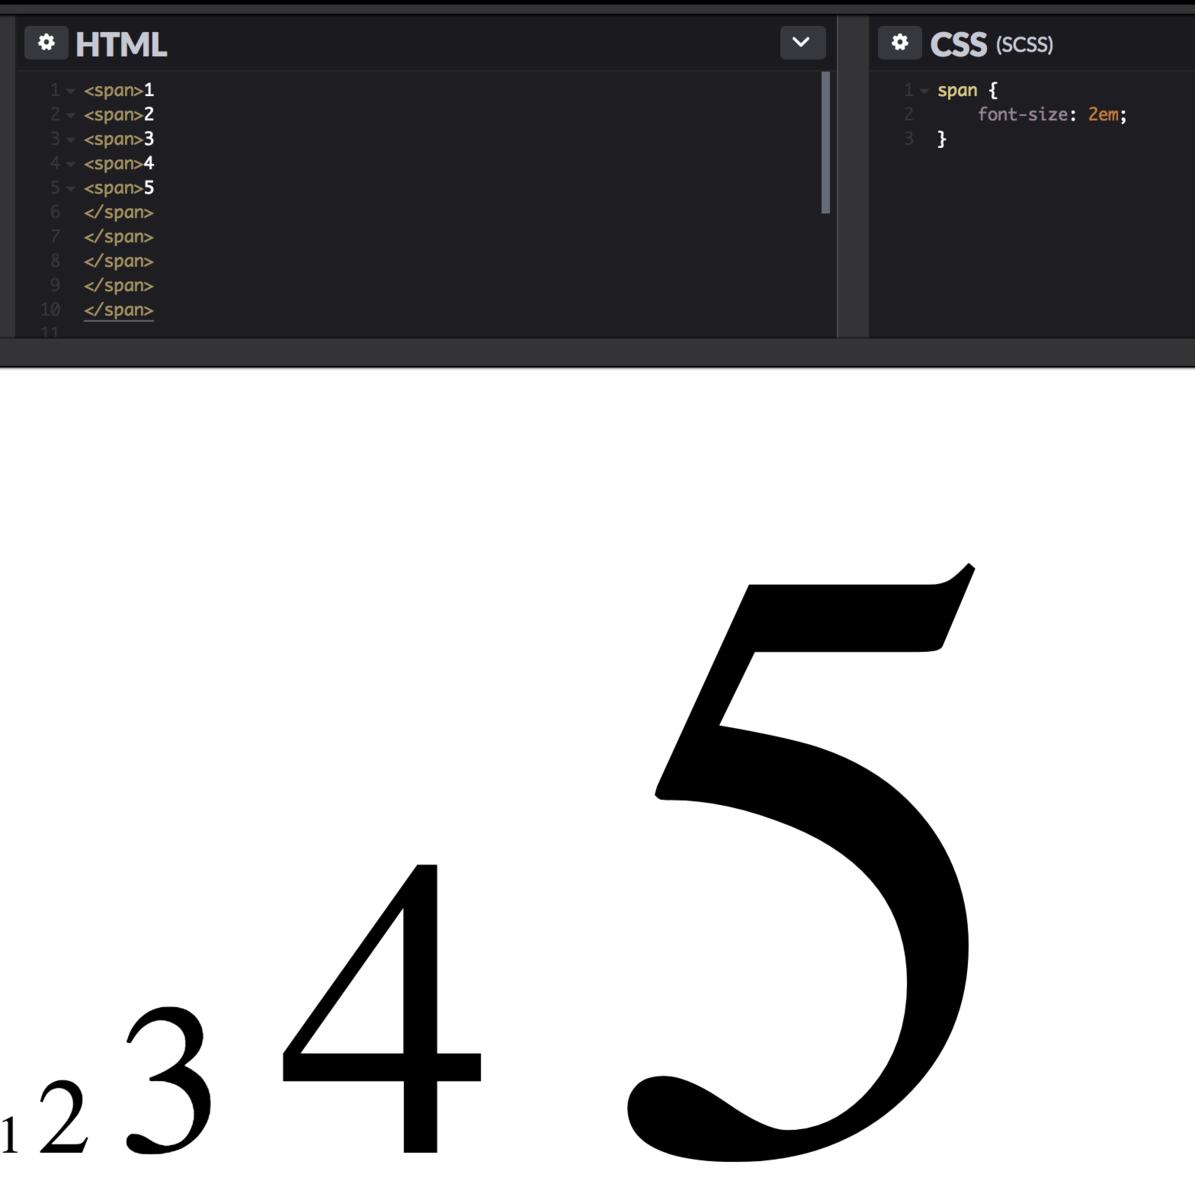 HTML
1 <span>1
2 <span>2
3 <span>3
4 <span>4
5 <span>5
6 </span>
7 </span>
8 </span>
9 </span>
10 </span>
11
CSS (SCSS)
1 span {
2 font-size: 2em;
3 }
1 2 3 4 5